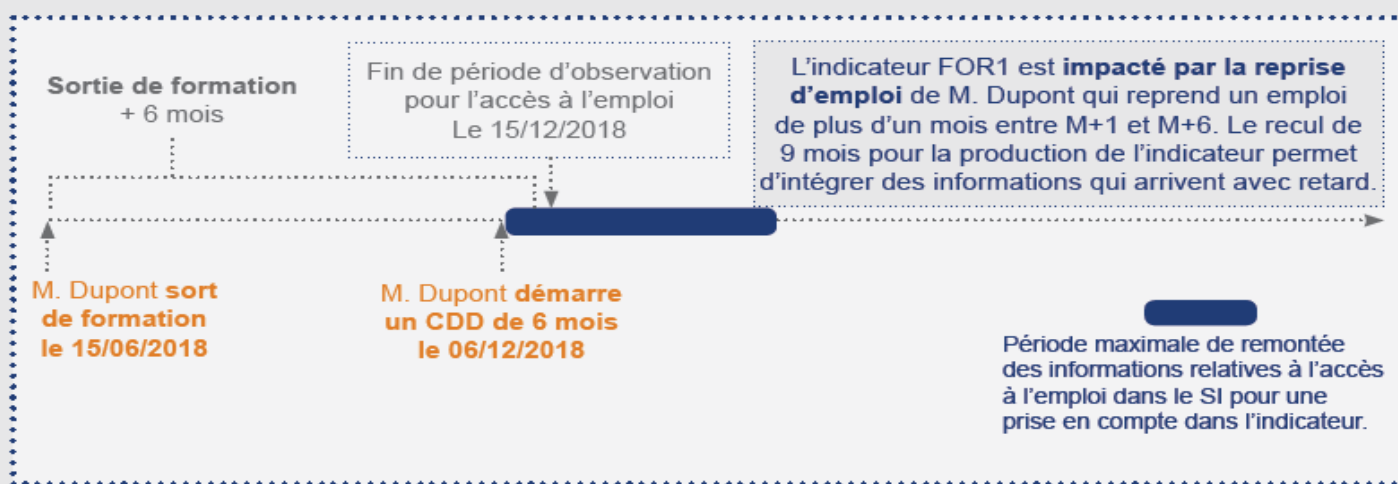 Sortie de formation
+ 6 mois
Fin de période d’observation
pour l’accès à l’emploi
Le 15/12/2018
L’indicateur FOR1 est impacté par la reprise
d’emploi de M. Dupont qui reprend un emploi
de plus d’un mois entre M+1 et M+6. Le recul de
9 mois pour la production de l’indicateur permet
d’intégrer des informations qui arrivent avec retard.
M. Dupont sort
de formation
le 15/06/2018
M. Dupont démarre
un CDD de 6 mois
le 06/12/2018
Période maximale de remontée
des informations relatives à l’accès
à l’emploi dans le SI pour une
prise en compte dans l’indicateur.